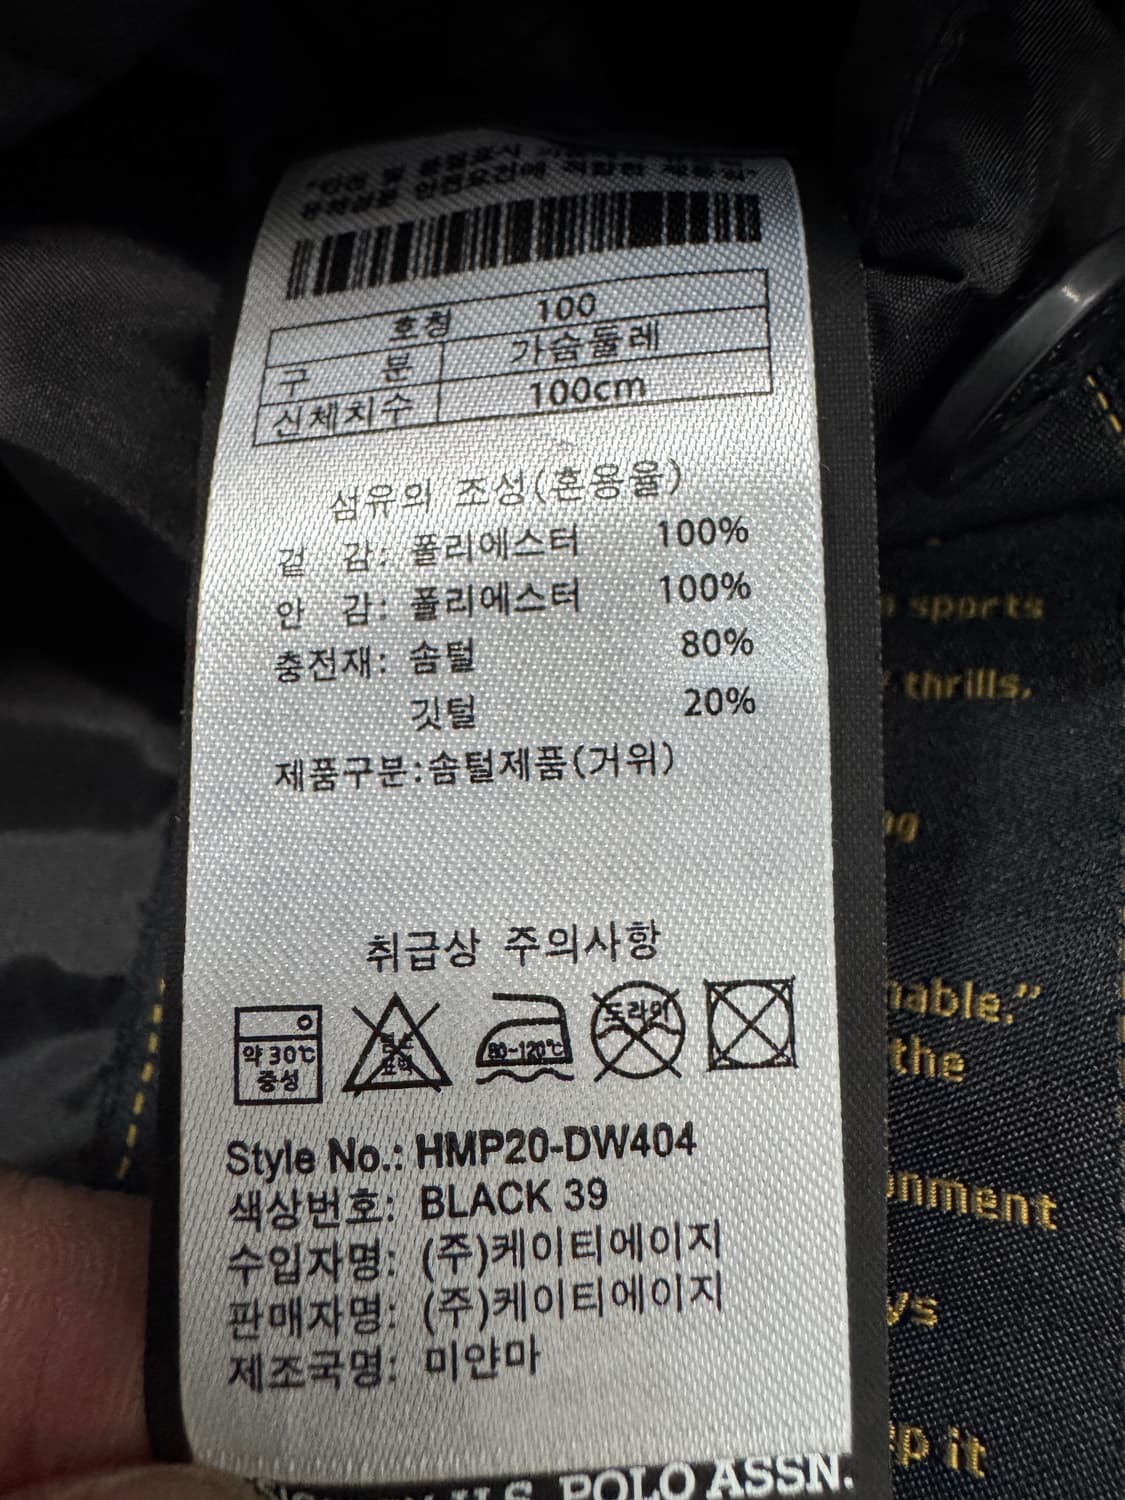 호칭 100
구 분 가슴둘레
신체치수 100cm
섬유의 조성(혼용율)
겉 감: 폴리에스터 100%
안 감: 폴리에스터 100%
충전재: 솜털 80%
깃털 20%
제품구분:솜털제품(거위)
취급상 주의사항
약 30℃
중성
표백
80~120℃
드라이
Style No.: HMP20-DW404
색상번호: BLACK 39
수입자명: (주)케이티에이지
판매자명: (주)케이티에이지
제조국명: 미얀마
U.S. POLO ASSN.
sports
thrills.
nable.”
the
onment
ys
p it